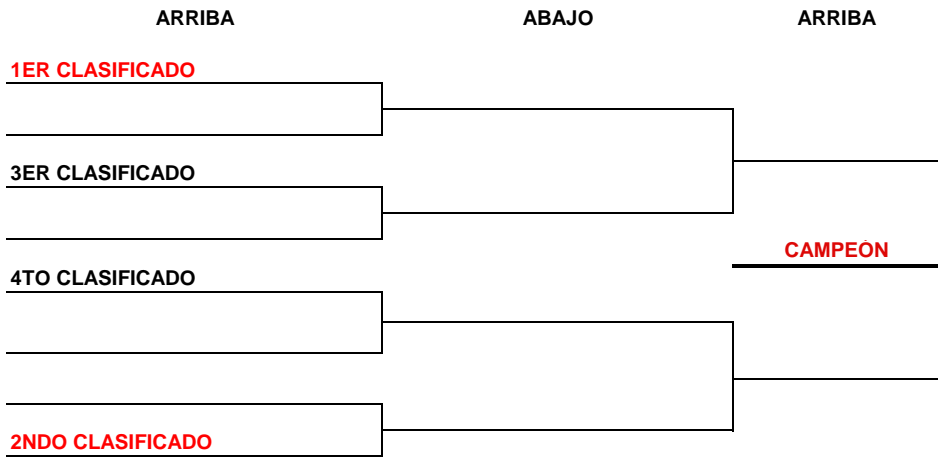 ARRIBA ABAJO ARRIBA
1ER CLASIFICADO
3ER CLASIFICADO
CAMPEÓN
4TO CLASIFICADO
2NDO CLASIFICADO